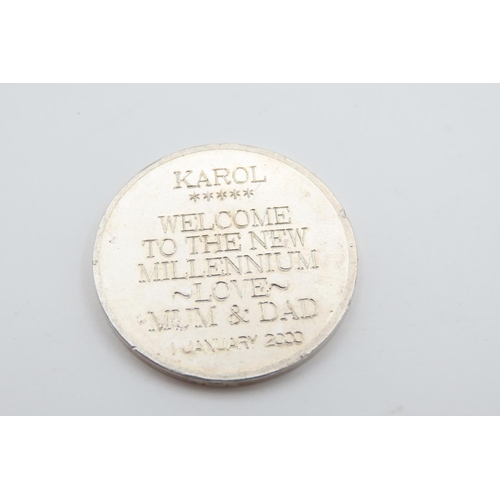 KAROL
*****
WELCOME
TO THE NEW
MILLENNIUM
~LOVE~
MUM & DAD
1 JANUARY 2000